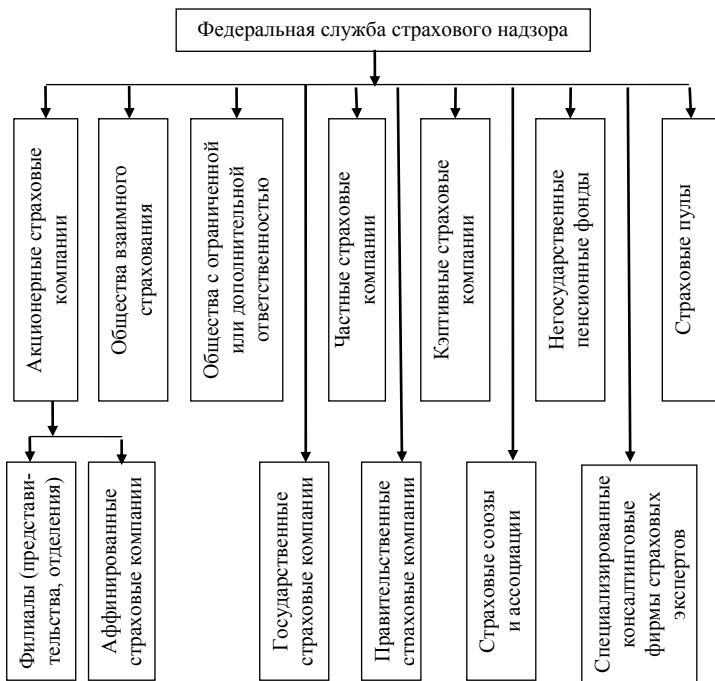 Федеральная служба страхового надзора
Акционерные страховые
компании
Общества взаимного
страхования
Общества с ограниченной
или дополнительной
ответственностью
Частные страховые
компании
Кэптивные страховые
компании
Негосударственные
пенсионные фонды
Страховые пулы
Филиалы (представи-
тельства, отделения)
Аффинированные
страховые компании
Государственные
страховые компании
Правительственные
страховые компании
Страховые союзы
и ассоциации
Специализированные
консалтинговые
фирмы страховых
экспертов